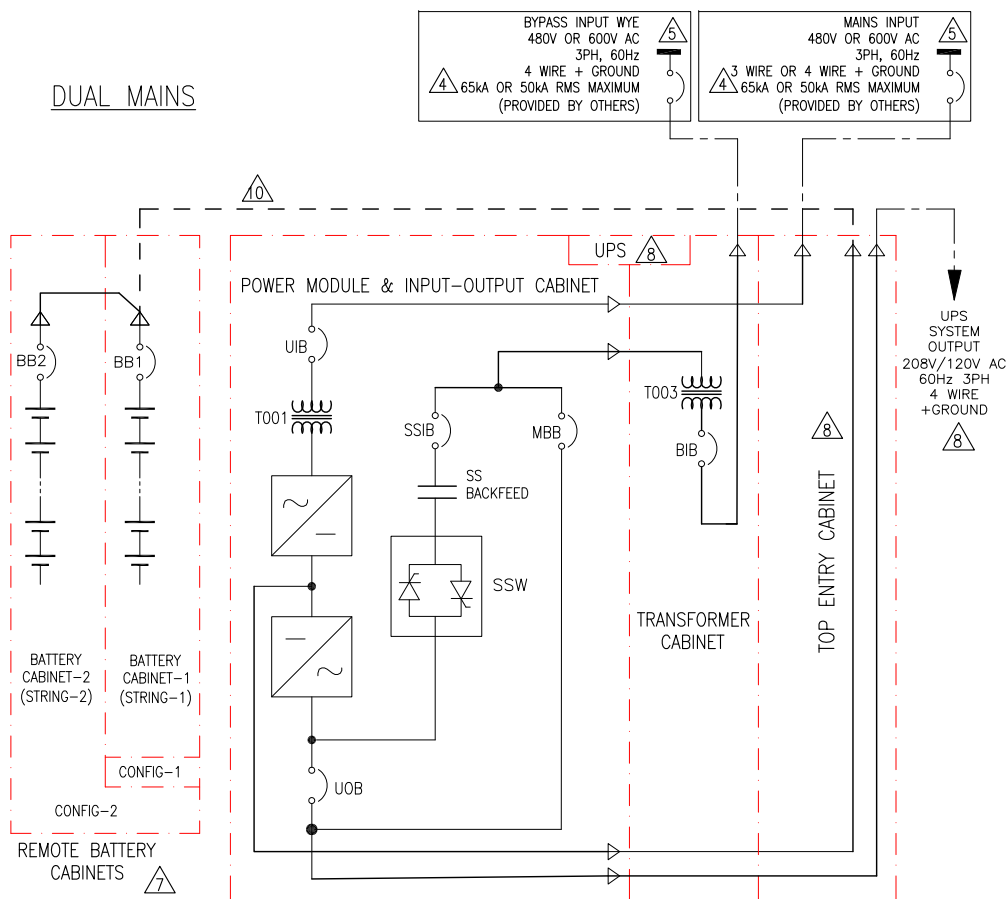 BYPASS INPUT WYE
480V OR 600V AC
3PH, 60Hz
4 WIRE + GROUND
65kA OR 50kA RMS MAXIMUM
(PROVIDED BY OTHERS)
5
4
MAINS INPUT
480V OR 600V AC
3PH, 60Hz
3 WIRE OR 4 WIRE + GROUND
65kA OR 50kA RMS MAXIMUM
(PROVIDED BY OTHERS)
5
4
DUAL MAINS
10
UPS
8
POWER MODULE & INPUT-OUTPUT CABINET
UIB
BB2
BB1
T001
SSIB
MBB
T003
BIB
SS
BACKFEED
SSW
UPS
SYSTEM
OUTPUT
208V/120V AC
60Hz 3PH
4 WIRE
+GROUND
8
8
TOP ENTRY CABINET
TRANSFORMER
CABINET
BATTERY
CABINET-2
(STRING-2)
BATTERY
CABINET-1
(STRING-1)
CONFIG-1
CONFIG-2
UOB
REMOTE BATTERY
CABINETS
7